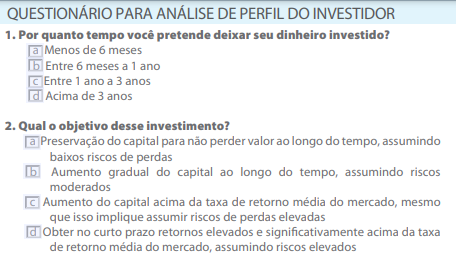 QUESTIONÁRIO PARA ANÁLISE DE PERFIL DO INVESTIDOR
1. Por quanto tempo você pretende deixar seu dinheiro investido?
a Menos de 6 meses
b Entre 6 meses a 1 ano
c Entre 1 ano a 3 anos
d Acima de 3 anos
2. Qual o objetivo desse investimento?
a Preservação do capital para não perder valor ao longo do tempo, assumindo
baixos riscos de perdas
b Aumento gradual do capital ao longo do tempo, assumindo riscos
moderados
c Aumento do capital acima da taxa de retorno média do mercado, mesmo
que isso implique assumir riscos de perdas elevadas
d Obter no curto prazo retornos elevados e significativamente acima da taxa
de retorno média do mercado, assumindo riscos elevados